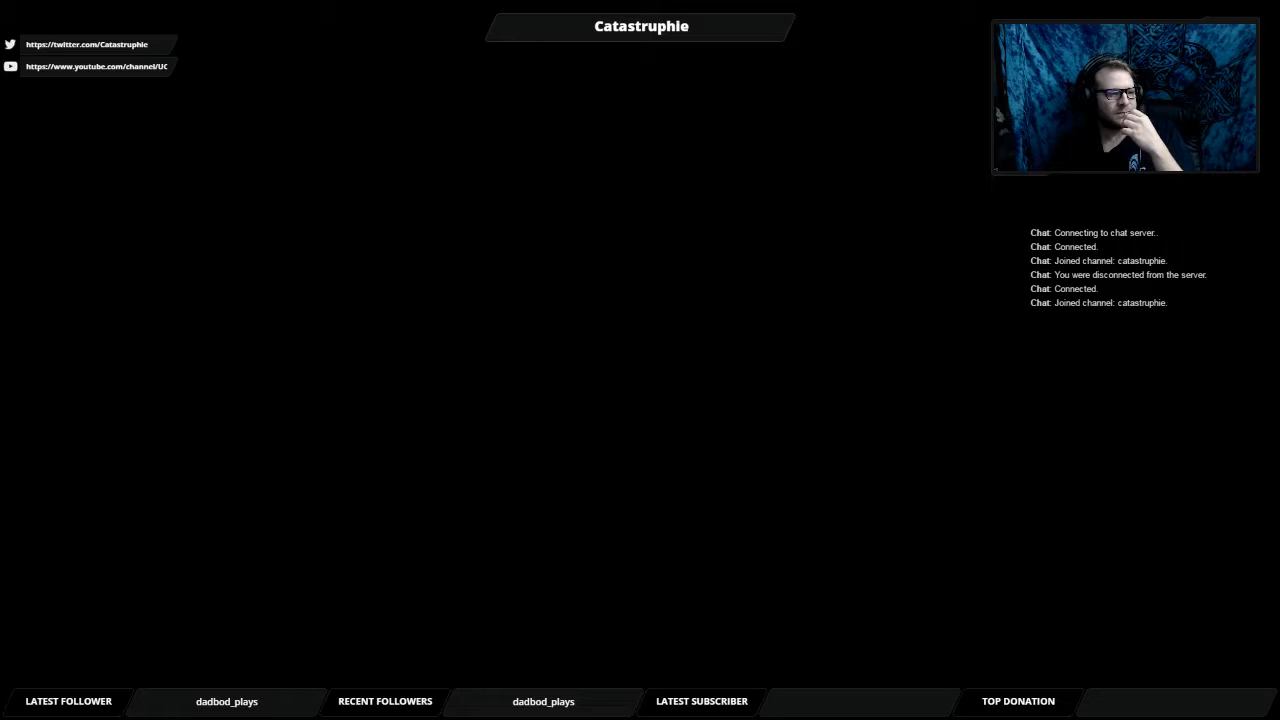 Catastruphie
https://twitter.com/Catastruphie
https://www.youtube.com/channel/UC
Chat: Connecting to chat server..
Chat: Connected.
Chat: Joined channel: catastruphie.
Chat: You were disconnected from the server.
Chat: Connected.
Chat: Joined channel: catastruphie.
LATEST FOLLOWER dadbod_plays RECENT FOLLOWERS dadbod_plays LATEST SUBSCRIBER TOP DONATION